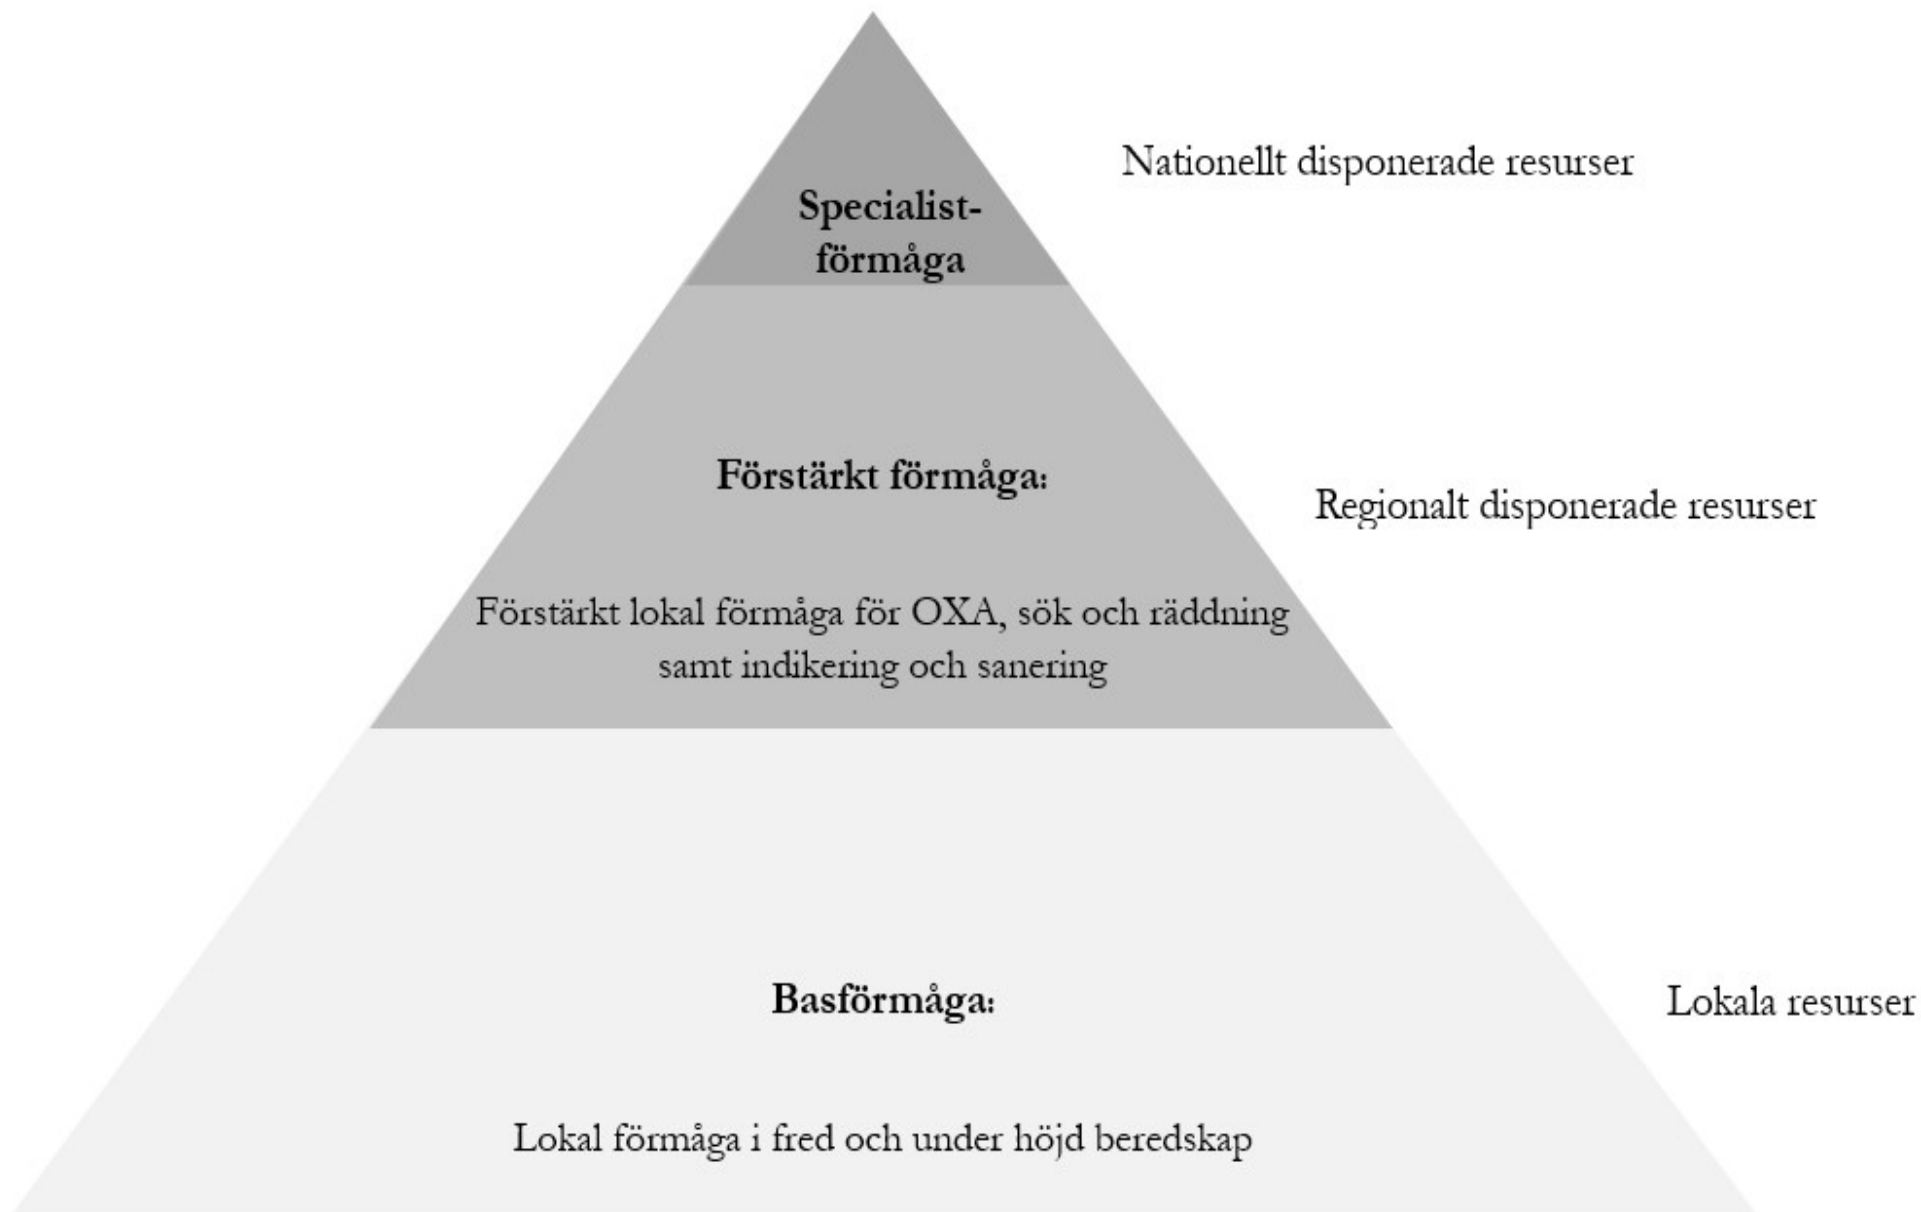 Nationellt disponerade resurser
Specialist-
förmåga
Förstärkt förmåga:
Regionalt disponerade resurser
Förstärkt lokal förmåga för OXA, sök och räddning
samt indikering och sanering
Basförmåga:
Lokala resurser
Lokal förmåga i fred och under höjd beredskap